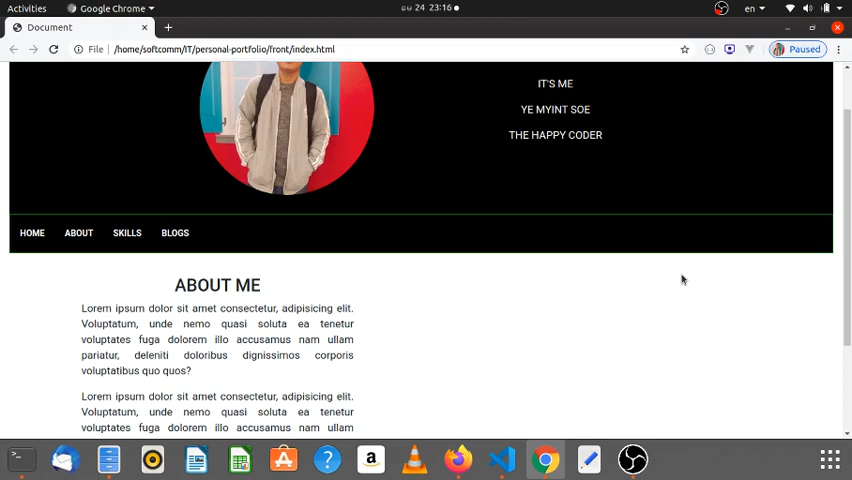 Activities
Google Chrome
24 23:16
en
Document
File
/home/softcomm/IT/personal-portfolio/front/index.html
Paused
IT'S ME
YE MYINT SOE
THE HAPPY CODER
HOME ABOUT SKILLS BLOGS
ABOUT ME
Lorem ipsum dolor sit amet consectetur, adipisicing elit.
Voluptatum, unde nemo quasi soluta ea tenetur
voluptates fuga dolorem illo accusamus nam ullam
pariatur, deleniti doloribus dignissimos corporis
voluptatibus quo quos?
Lorem ipsum dolor sit amet consectetur, adipisicing elit.
Voluptatum, unde nemo quasi soluta ea tenetur
voluptates fuga dolorem illo accusamus nam ullam